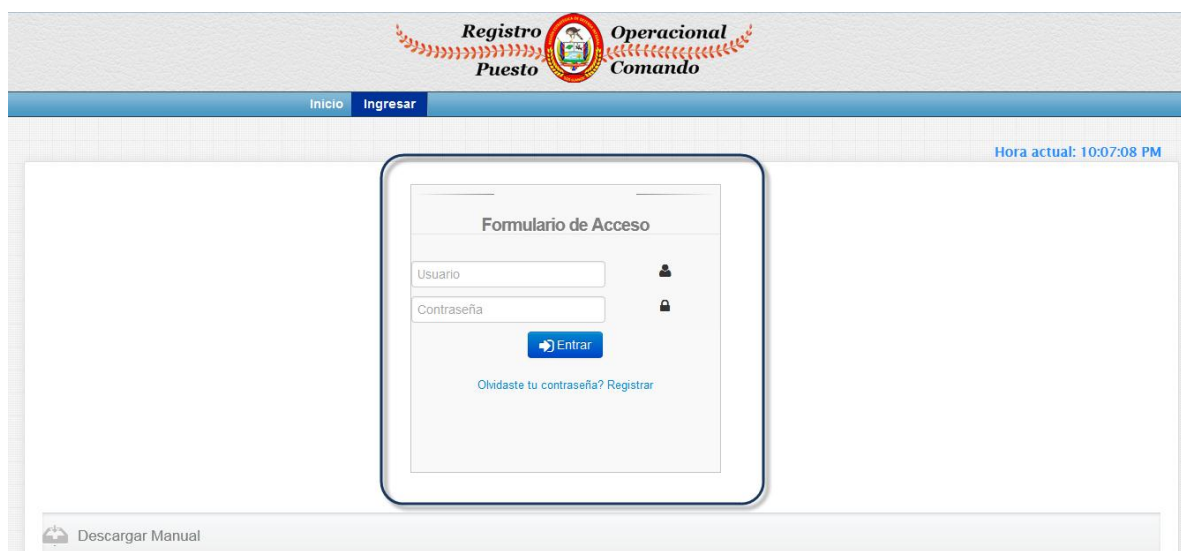 Registro Operacional
Puesto Comando
Inicio Ingresar
Hora actual: 10:07:08 PM
Formulario de Acceso
Usuario
Contraseña
Entrar
Olvidaste tu contraseña? Registrar
Descargar Manual